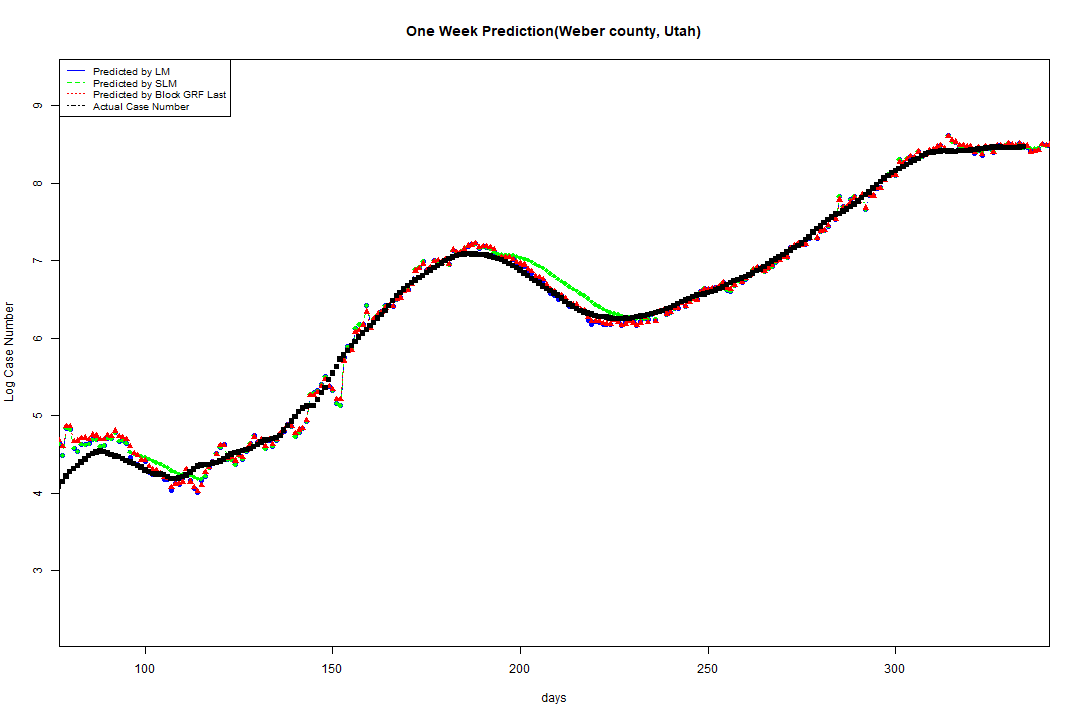 One Week Prediction(Weber county, Utah)
Predicted by LM
Predicted by SLM
Predicted by Block GRF Last
Actual Case Number
9
8
7
6
5
4
3
Log Case Number
100 150 200 250 300
days